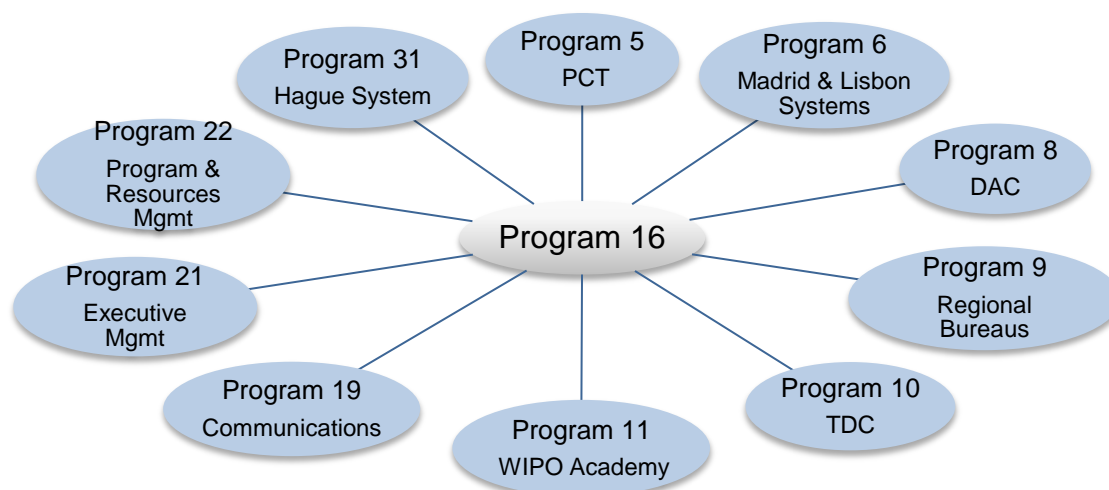 Program 5
PCT
Program 6
Madrid & Lisbon
Systems
Program 31
Hague System
Program 22
Program &
Resources
Mgmt
Program 8
DAC
Program 16
Program 9
Regional
Bureaus
Program 21
Executive
Mgmt
Program 19
Communications
Program 10
TDC
Program 11
WIPO Academy